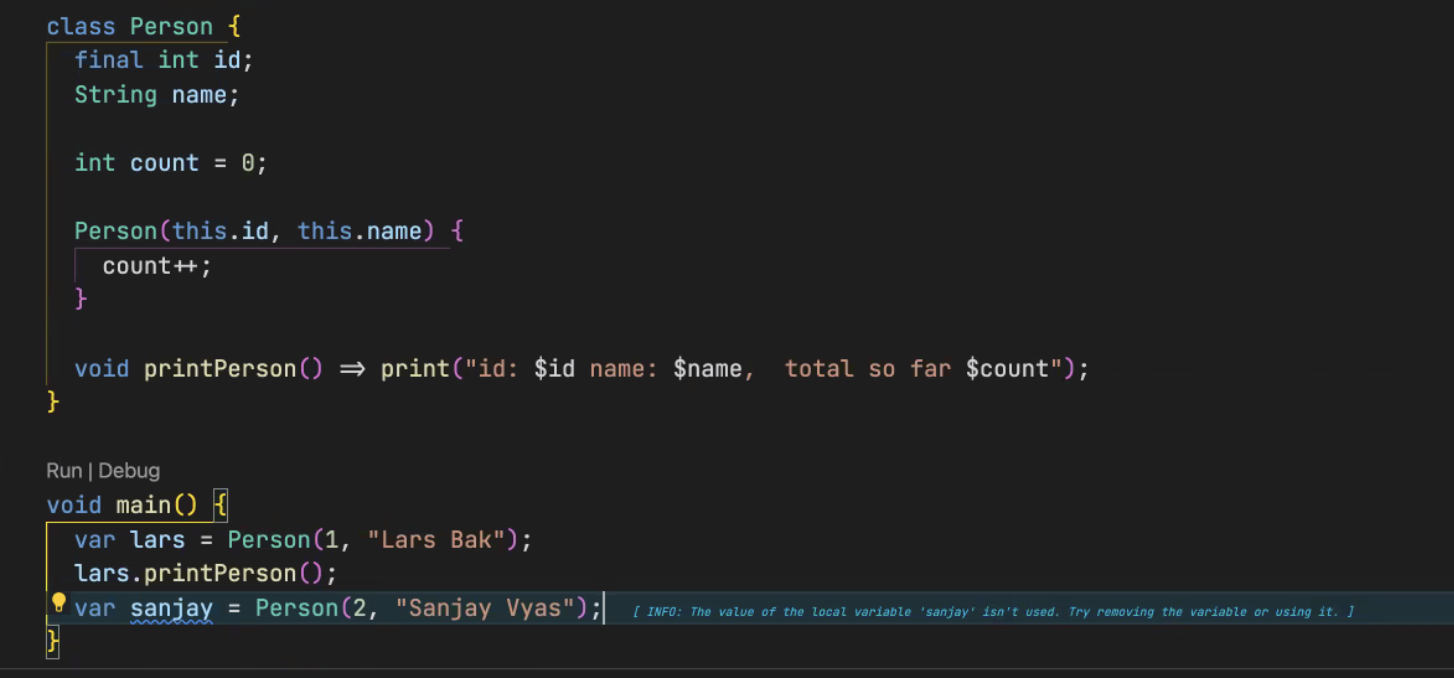 class Person {
final int id;
String name;
int count = 0;
Person(this.id, this.name) {
count++;
}
void printPerson() => print("id: $id name: $name,  total so far $count");
}
Run | Debug
void main() {
var lars = Person(1, "Lars Bak");
lars.printPerson();
var sanjay = Person(2, "Sanjay Vyas"); [ INFO: The value of the local variable 'sanjay' isn't used. Try removing the variable or using it. ]
}